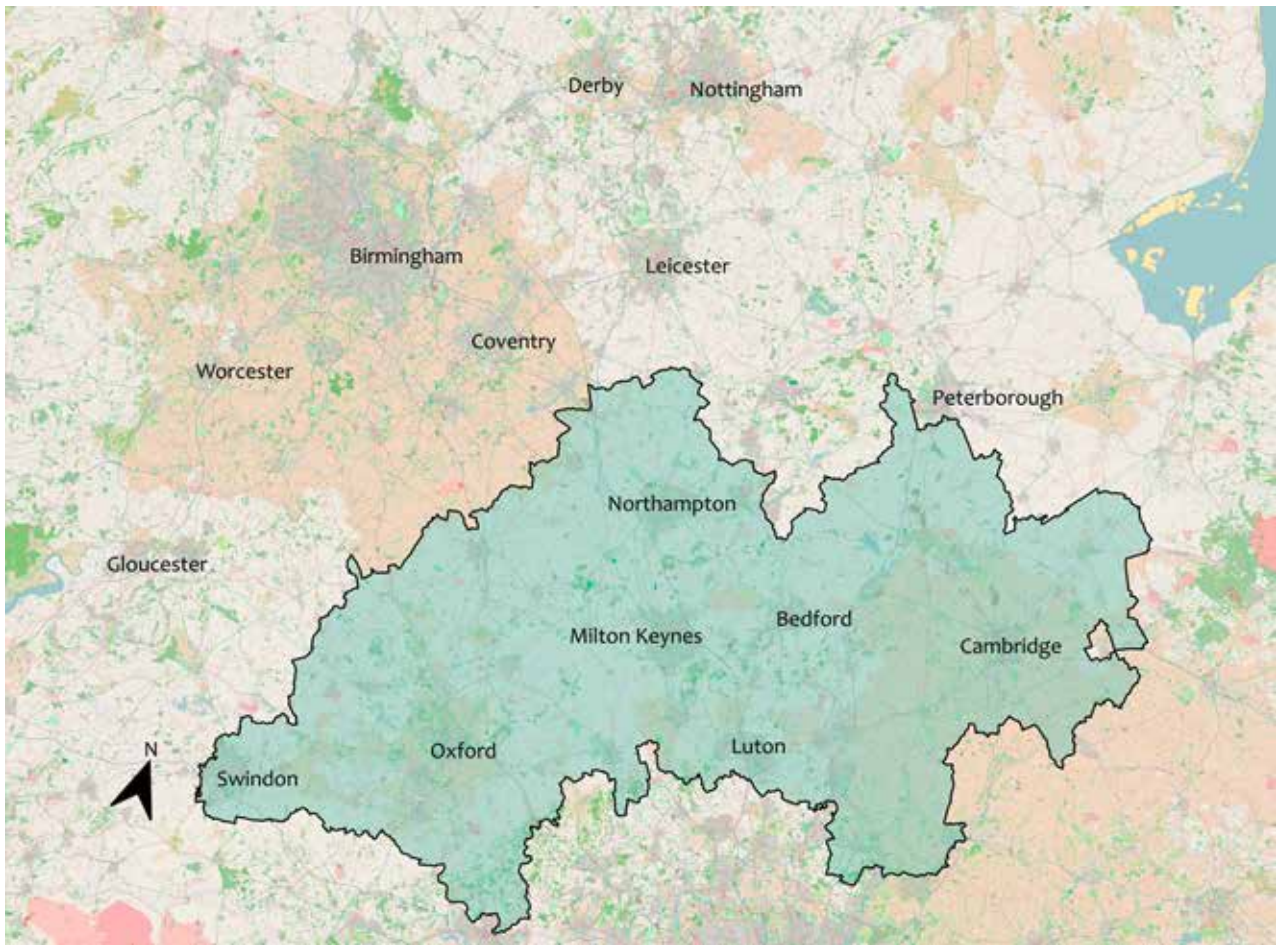 Derby
Nottingham
Birmingham
Leicester
Coventry
Worcester
Peterborough
Northampton
Gloucester
Bedford
Milton Keynes
Cambridge
Luton
Oxford
N
Swindon